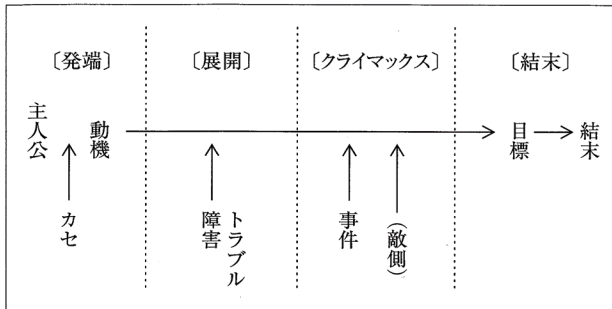 〔発端〕
〔展開〕
〔クライマックス〕
〔結末〕
主人公
動機
目標
結末
カセ
トラブル
障害
事件
(敵側)